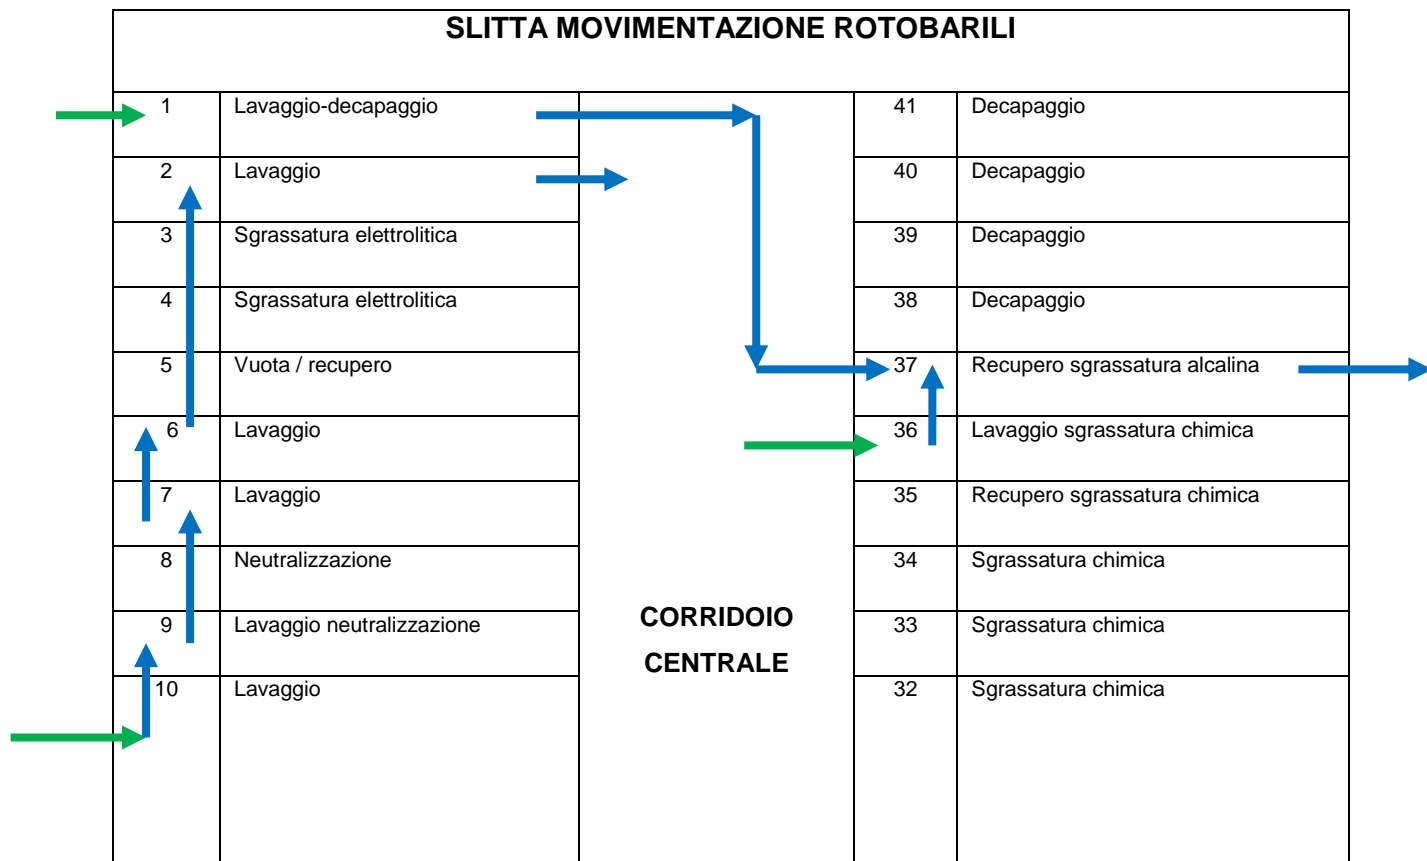 SLITTA MOVIMENTAZIONE ROTOBARILI
1 Lavaggio-decapaggio 41 Decapaggio
2 Lavaggio 40 Decapaggio
3 Sgrassatura elettrolitica 39 Decapaggio
4 Sgrassatura elettrolitica 38 Decapaggio
5 Vuota / recupero 37 Recupero sgrassatura alcalina
6 Lavaggio 36 Lavaggio sgrassatura chimica
7 Lavaggio 35 Recupero sgrassatura chimica
8 Neutralizzazione 34 Sgrassatura chimica
9 Lavaggio neutralizzazione 33 Sgrassatura chimica
10 Lavaggio 32 Sgrassatura chimica
CORRIDOIO
CENTRALE